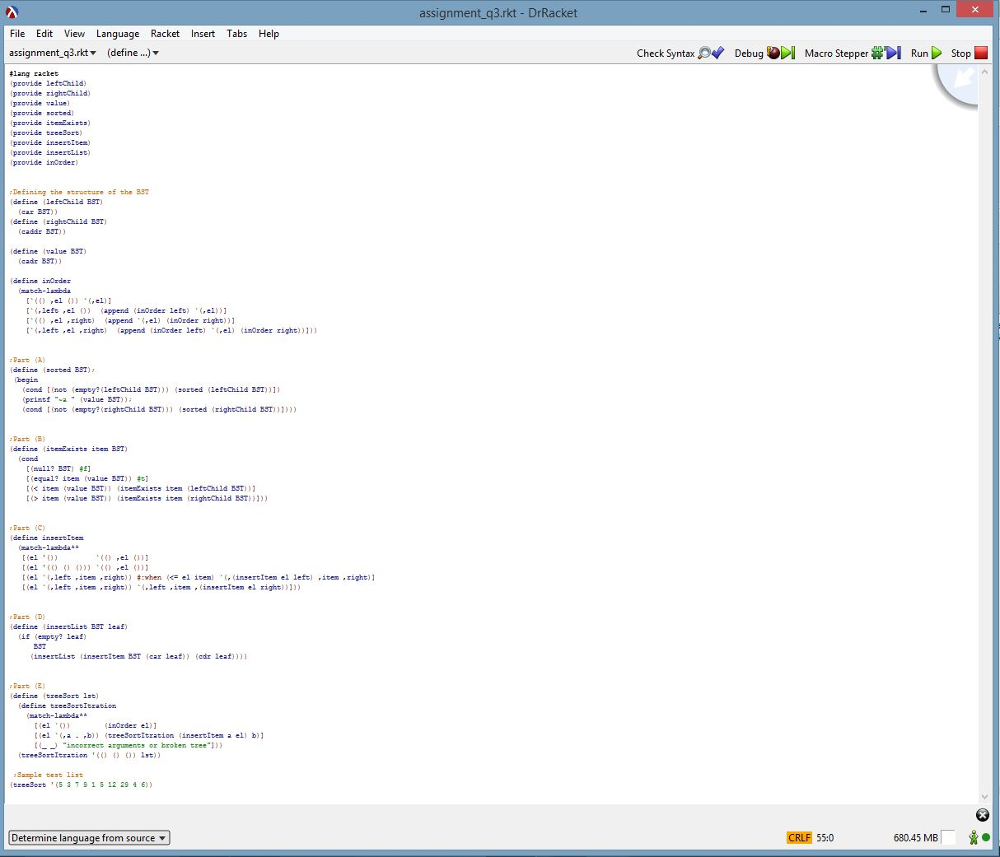 assignment_q3.rkt - DrRacket
File Edit View Language Racket Insert Tabs Help
assignment_q3.rkt▾ (define ...)▾ Check Syntax Debug Macro Stepper Run Stop
#lang racket
(provide leftChild)
(provide rightChild)
(provide value)
(provide sorted)
(provide itemExists)
(provide treeSort)
(provide insertItem)
(provide insertList)
(provide inOrder)
;Defining the structure of the BST
(define (leftChild BST)
  (car BST))
(define (rightChild BST)
  (caddr BST))
(define (value BST)
  (cadr BST))
(define inOrder
  (match-lambda
    [`(() ,el ()) `(,el)]
    [`(,left ,el ())  (append (inOrder left) `(,el))]
    [`(() ,el ,right)  (append `(,el) (inOrder right))]
    [`(,left ,el ,right)  (append (inOrder left) `(,el) (inOrder right))]))
;Part (A)
(define (sorted BST);
 (begin
   (cond [(not (empty?(leftChild BST))) (sorted (leftChild BST))])
   (printf "~a " (value BST));
   (cond [(not (empty?(rightChild BST))) (sorted (rightChild BST))])))
;Part (B)
(define (itemExists item BST)
  (cond
    [(null? BST) #f]
    [(equal? item (value BST)) #t]
    [(< item (value BST)) (itemExists item (leftChild BST))]
    [(> item (value BST)) (itemExists item (rightChild BST))]))
;Part (C)
(define insertItem
  (match-lambda**
   [(el '())         `(() ,el ())]
   [(el '(() () ())) `(() ,el ())]
   [(el `(,left ,item ,right)) #:when (<= el item) `(,(insertItem el left) ,item ,right)]
   [(el `(,left ,item ,right)) `(,left ,item ,(insertItem el right))]))
;Part (D)
(define (insertList BST leaf)
  (if (empty? leaf)
      BST
     (insertList (insertItem BST (car leaf)) (cdr leaf))))
;Part (E)
(define (treeSort lst)
  (define treeSortItration
    (match-lambda**
      [(el '())        (inOrder el)]
      [(el `(,a . ,b)) (treeSortItration (insertItem a el) b)]
      [(_ _) "incorrect arguments or broken tree"]))
  (treeSortItration '(() () ()) lst))
 ;Sample test list
(treeSort '(5 3 7 9 1 5 12 29 4 6))
Determine language from source ▾ CRLF 55:0 680.45 MB